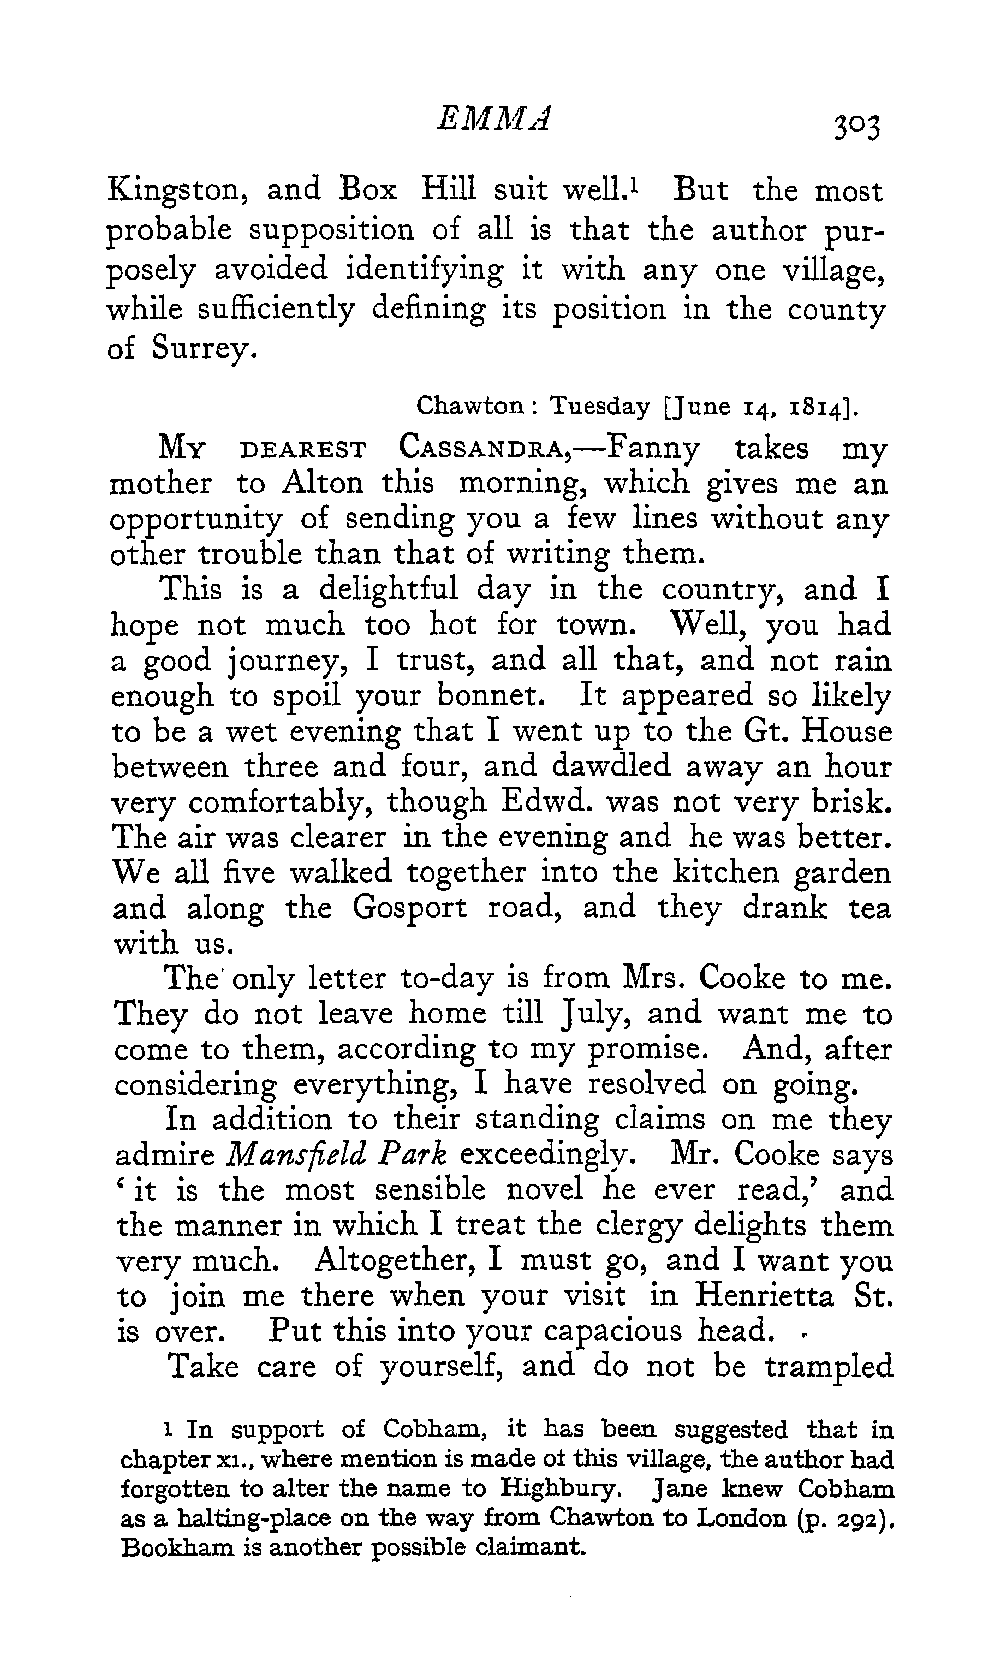 EMMA 303
Kingston, and Box Hill suit well.¹ But the most
probable supposition of all is that the author pur-
posely avoided identifying it with any one village,
while sufficiently defining its position in the county
of Surrey.
Chawton : Tuesday [June 14, 1814].
My dearest Cassandra,—Fanny takes my
mother to Alton this morning, which gives me an
opportunity of sending you a few lines without any
other trouble than that of writing them.
This is a delightful day in the country, and I
hope not much too hot for town. Well, you had
a good journey, I trust, and all that, and not rain
enough to spoil your bonnet. It appeared so likely
to be a wet evening that I went up to the Gt. House
between three and four, and dawdled away an hour
very comfortably, though Edwd. was not very brisk.
The air was clearer in the evening and he was better.
We all five walked together into the kitchen garden
and along the Gosport road, and they drank tea
with us.
The only letter to-day is from Mrs. Cooke to me.
They do not leave home till July, and want me to
come to them, according to my promise. And, after
considering everything, I have resolved on going.
In addition to their standing claims on me they
admire Mansfield Park exceedingly. Mr. Cooke says
‘ it is the most sensible novel he ever read,’ and
the manner in which I treat the clergy delights them
very much. Altogether, I must go, and I want you
to join me there when your visit in Henrietta St.
is over. Put this into your capacious head.
Take care of yourself, and do not be trampled
¹ In support of Cobham, it has been suggested that in
chapter xi., where mention is made of this village, the author had
forgotten to alter the name to Highbury. Jane knew Cobham
as a halting-place on the way from Chawton to London (p. 292).
Bookham is another possible claimant.